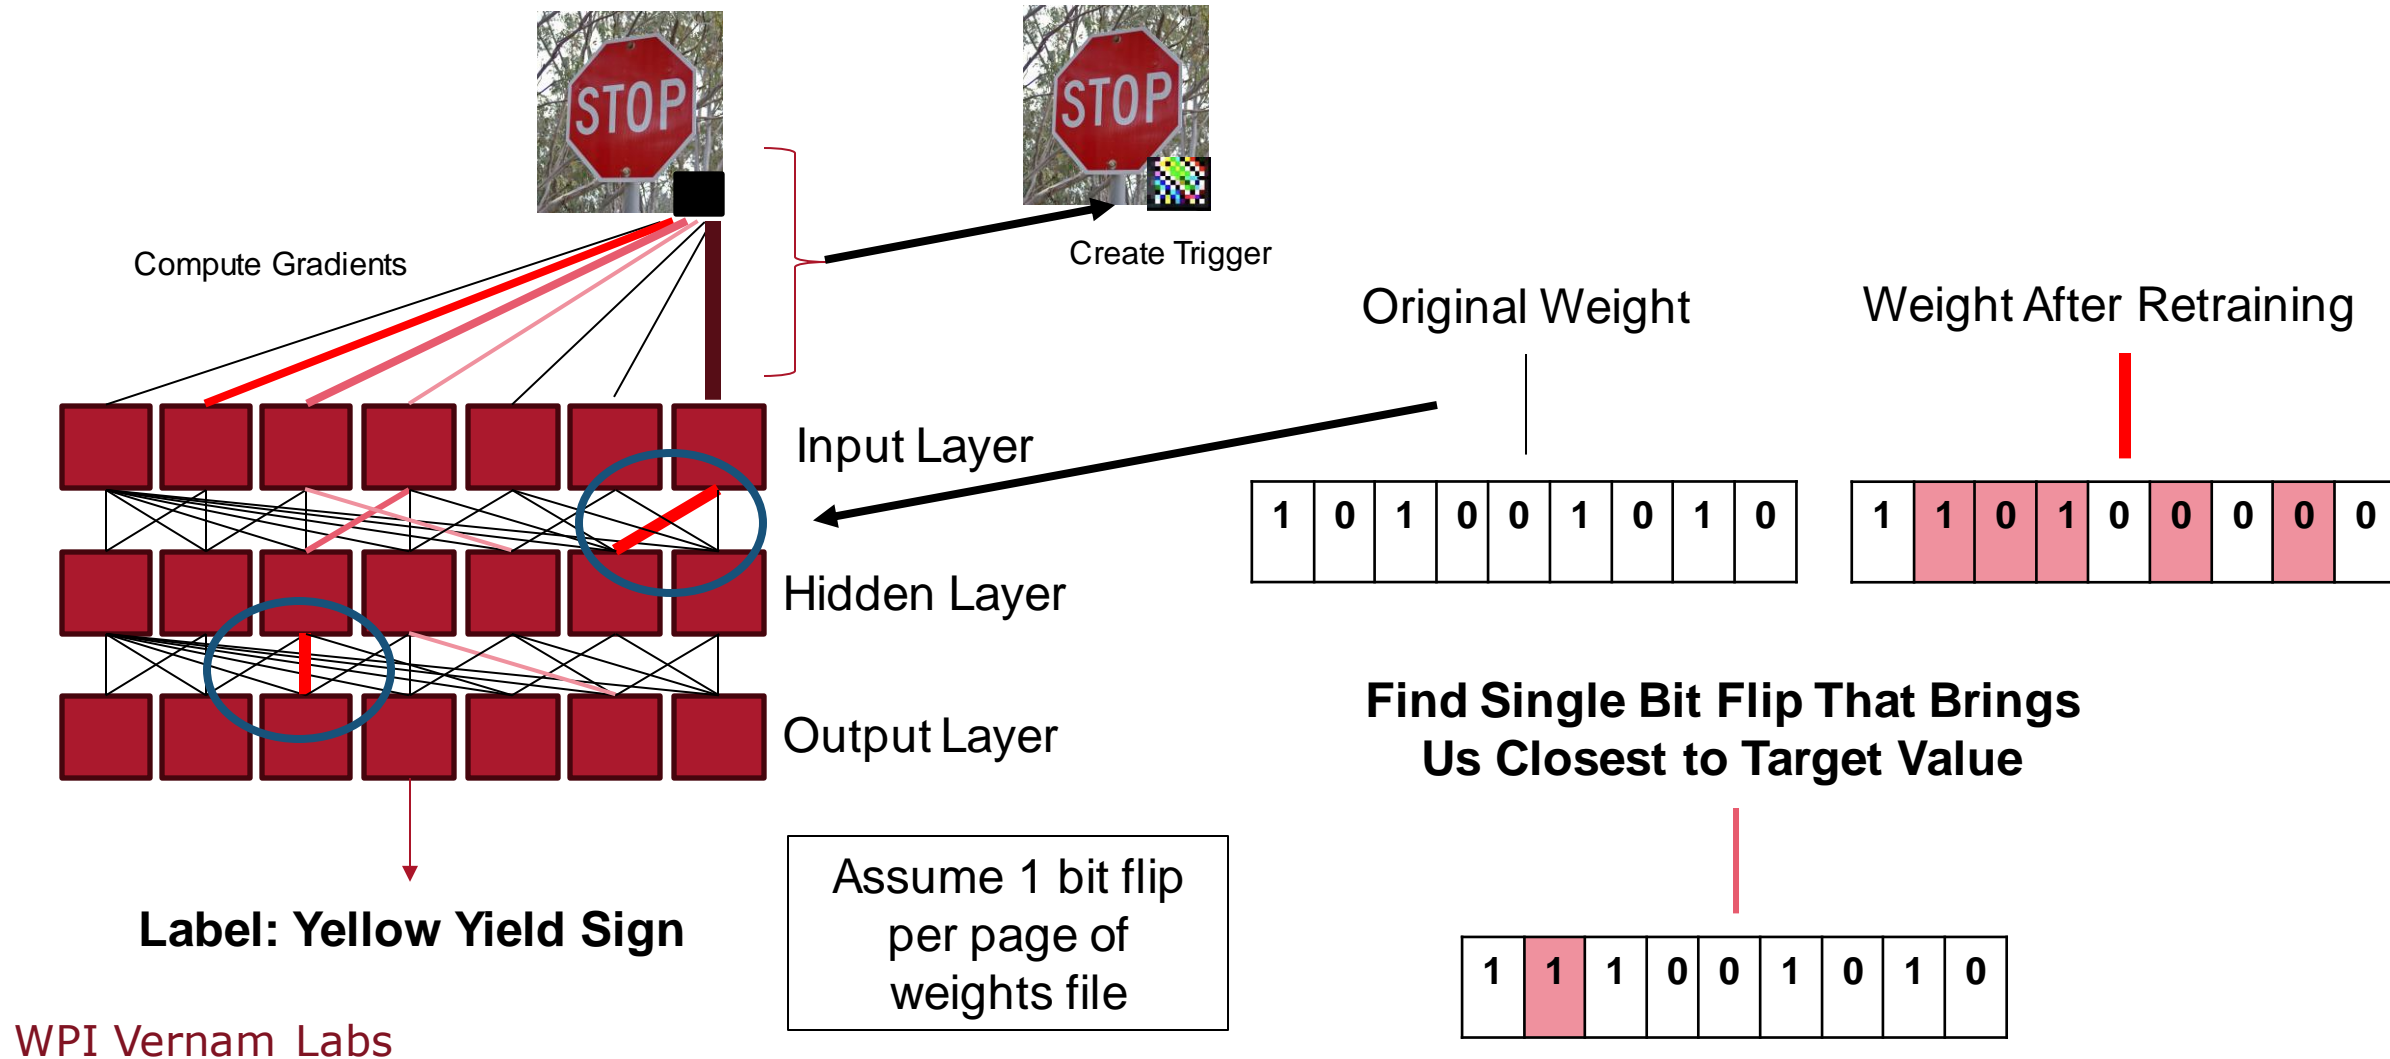 STOP
STOP
Compute Gradients
Create Trigger
Original Weight
Weight After Retraining
Input Layer
1 0 1 0 0 1 0 1 0
1 1 0 1 0 0 0 0 0
Hidden Layer
Find Single Bit Flip That Brings
Us Closest to Target Value
Output Layer
Assume 1 bit flip
per page of
weights file
Label: Yellow Yield Sign
1 1 1 0 0 1 0 1 0
WPI Vernam Labs